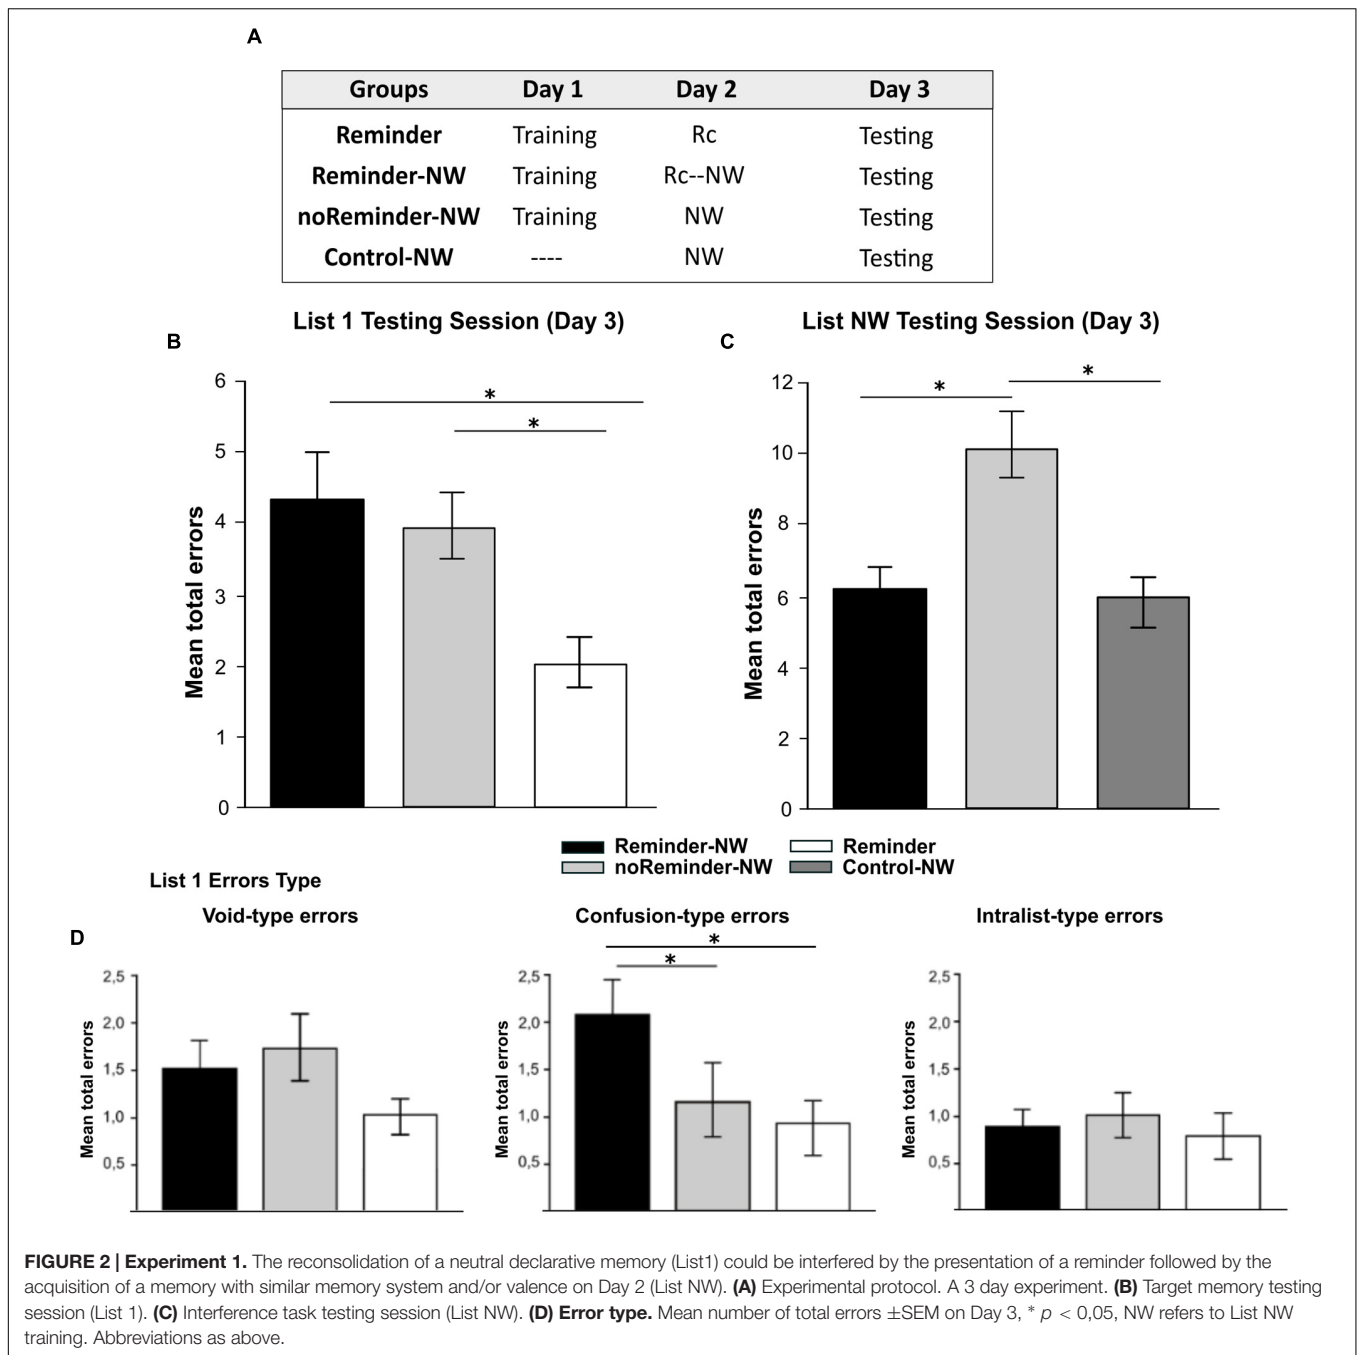 A
Groups Day 1 Day 2 Day 3
Reminder Training Rc Testing
Reminder-NW Training Rc--NW Testing
noReminder-NW Training NW Testing
Control-NW ---- NW Testing
List 1 Testing Session (Day 3)
B
Mean total errors
6
5
4
3
2
1
0
*
*
List NW Testing Session (Day 3)
C
Mean total errors
12
10
8
6
4
2
0
*
*
Reminder-NW Reminder
noReminder-NW Control-NW
List 1 Errors Type
D
Void-type errors
Mean total errors
2,5
2,0
1,5
1,0
0,5
Confusion-type errors
*
*
Mean total errors
2,5
2,0
1,5
1,0
0,5
Intralist-type errors
Mean total errors
2,5
2,0
1,5
1,0
0,5
FIGURE 2 | Experiment 1. The reconsolidation of a neutral declarative memory (List1) could be interfered by the presentation of a reminder followed by the
acquisition of a memory with similar memory system and/or valence on Day 2 (List NW). (A) Experimental protocol. A 3 day experiment. (B) Target memory testing
session (List 1). (C) Interference task testing session (List NW). (D) Error type. Mean number of total errors ±SEM on Day 3, * p < 0,05, NW refers to List NW
training. Abbreviations as above.